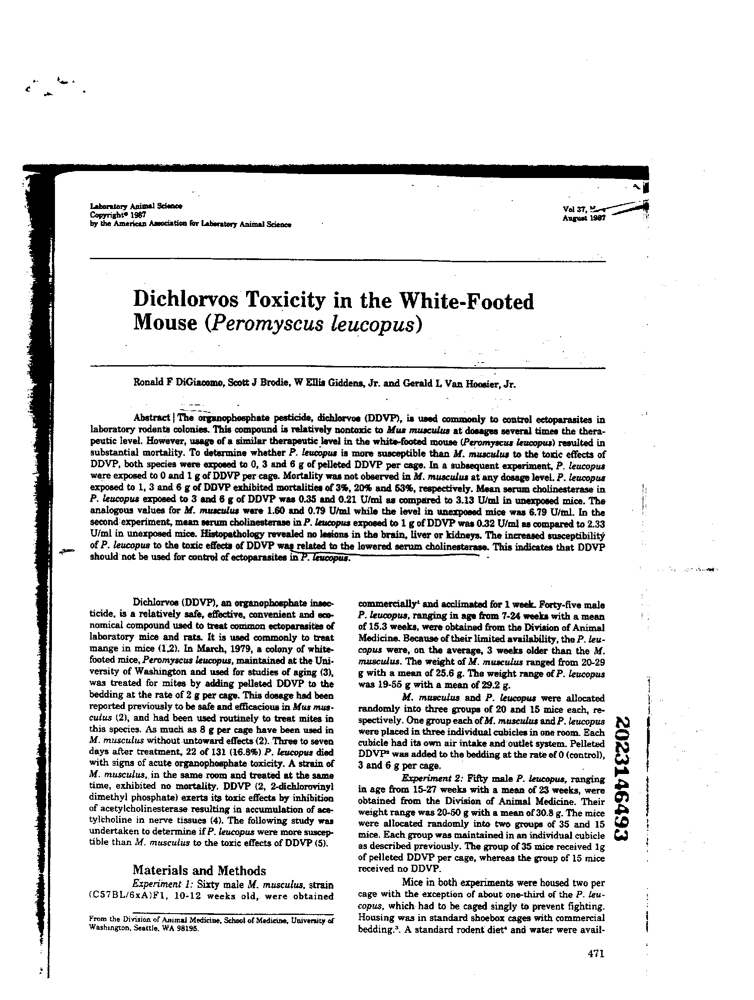 Laboratory Animal Science
Copyright© 1987
by the American Association for Laboratory Animal Science
Vol 37,
August 1987
Dichlorvos Toxicity in the White-Footed
Mouse (Peromyscus leucopus)
Ronald F DiGiacomo, Scott J Brodie, W Ellis Giddens, Jr. and Gerald L Van Hoosier, Jr.
Abstract | The organophosphate pesticide, dichlorvos (DDVP), is used commonly to control ectoparasites in
laboratory rodents colonies. This compound is relatively nontoxic to Mus musculus at dosages several times the thera-
peutic level. However, usage of a similar therapeutic level in the white-footed mouse (Peromyscus leucopus) resulted in
substantial mortality. To determine whether P. leucopus is more susceptible than M. musculus to the toxic effects of
DDVP, both species were exposed to 0, 3 and 6 g of pelleted DDVP per cage. In a subsequent experiment, P. leucopus
were exposed to 0 and 1 g of DDVP per cage. Mortality was not observed in M. musculus at any dosage level. P. leucopus
exposed to 1, 3 and 6 g of DDVP exhibited mortalities of 3%, 20% and 53%, respectively. Mean serum cholinesterase in
P. leucopus exposed to 3 and 6 g of DDVP was 0.35 and 0.21 U/ml as compared to 3.13 U/ml in unexposed mice. The
analogous values for M. musculus were 1.60 and 0.79 U/ml while the level in unexposed mice was 6.79 U/ml. In the
second experiment, mean serum cholinesterase in P. leucopus exposed to 1 g of DDVP was 0.32 U/ml as compared to 2.33
U/ml in unexposed mice. Histopathology revealed no lesions in the brain, liver or kidneys. The increased susceptibility
of P. leucopus to the toxic effects of DDVP was related to the lowered serum cholinesterase. This indicates that DDVP
should not be used for control of ectoparasites in P. leucopus.
Dichlorvos (DDVP), an organophosphate insec-
ticide, is a relatively safe, effective, convenient and eco-
nomical compound used to treat common ectoparasites of
laboratory mice and rats. It is used commonly to treat
mange in mice (1,2). In March, 1979, a colony of white-
footed mice, Peromyscus leucopus, maintained at the Uni-
versity of Washington and used for studies of aging (3),
was treated for mites by adding pelleted DDVP to the
bedding at the rate of 2 g per cage. This dosage had been
reported previously to be safe and efficacious in Mus mus-
culus (2), and had been used routinely to treat mites in
this species. As much as 8 g per cage have been used in
M. musculus without untoward effects (2). Three to seven
days after treatment, 22 of 131 (16.8%) P. leucopus died
with signs of acute organophosphate toxicity. A strain of
M. musculus, in the same room and treated at the same
time, exhibited no mortality. DDVP (2, 2-dichlorovinyl
dimethyl phosphate) exerts its toxic effects by inhibition
of acetylcholinesterase resulting in accumulation of ace-
tylcholine in nerve tissues (4). The following study was
undertaken to determine if P. leucopus were more suscep-
tible than M. musculus to the toxic effects of DDVP (5).
Materials and Methods
Experiment 1: Sixty male M. musculus, strain
(C57BL/6xA)F1, 10-12 weeks old, were obtained
From the Division of Animal Medicine, School of Medicine, University of
Washington, Seattle, WA 98195.
commercially¹ and acclimated for 1 week. Forty-five male
P. leucopus, ranging in age from 7-24 weeks with a mean
of 15.3 weeks, were obtained from the Division of Animal
Medicine. Because of their limited availability, the P. leu-
copus were, on the average, 3 weeks older than the M.
musculus. The weight of M. musculus ranged from 20-29
g with a mean of 25.6 g. The weight range of P. leucopus
was 19-55 g with a mean of 29.2 g.
M. musculus and P. leucopus were allocated
randomly into three groups of 20 and 15 mice each, re-
spectively. One group each of M. musculus and P. leucopus
were placed in three individual cubicles in one room. Each
cubicle had its own air intake and outlet system. Pelleted
DDVP² was added to the bedding at the rate of 0 (control),
3 and 6 g per cage.
Experiment 2: Fifty male P. leucopus, ranging
in age from 15-27 weeks with a mean of 23 weeks, were
obtained from the Division of Animal Medicine. Their
weight range was 20-50 g with a mean of 30.8 g. The mice
were allocated randomly into two groups of 35 and 15
mice. Each group was maintained in an individual cubicle
as described previously. The group of 35 mice received 1g
of pelleted DDVP per cage, whereas the group of 15 mice
received no DDVP.
Mice in both experiments were housed two per
cage with the exception of about one-third of the P. leu-
copus, which had to be caged singly to prevent fighting.
Housing was in standard shoebox cages with commercial
bedding.³ A standard rodent diet⁴ and water were avail-
2023146493
471